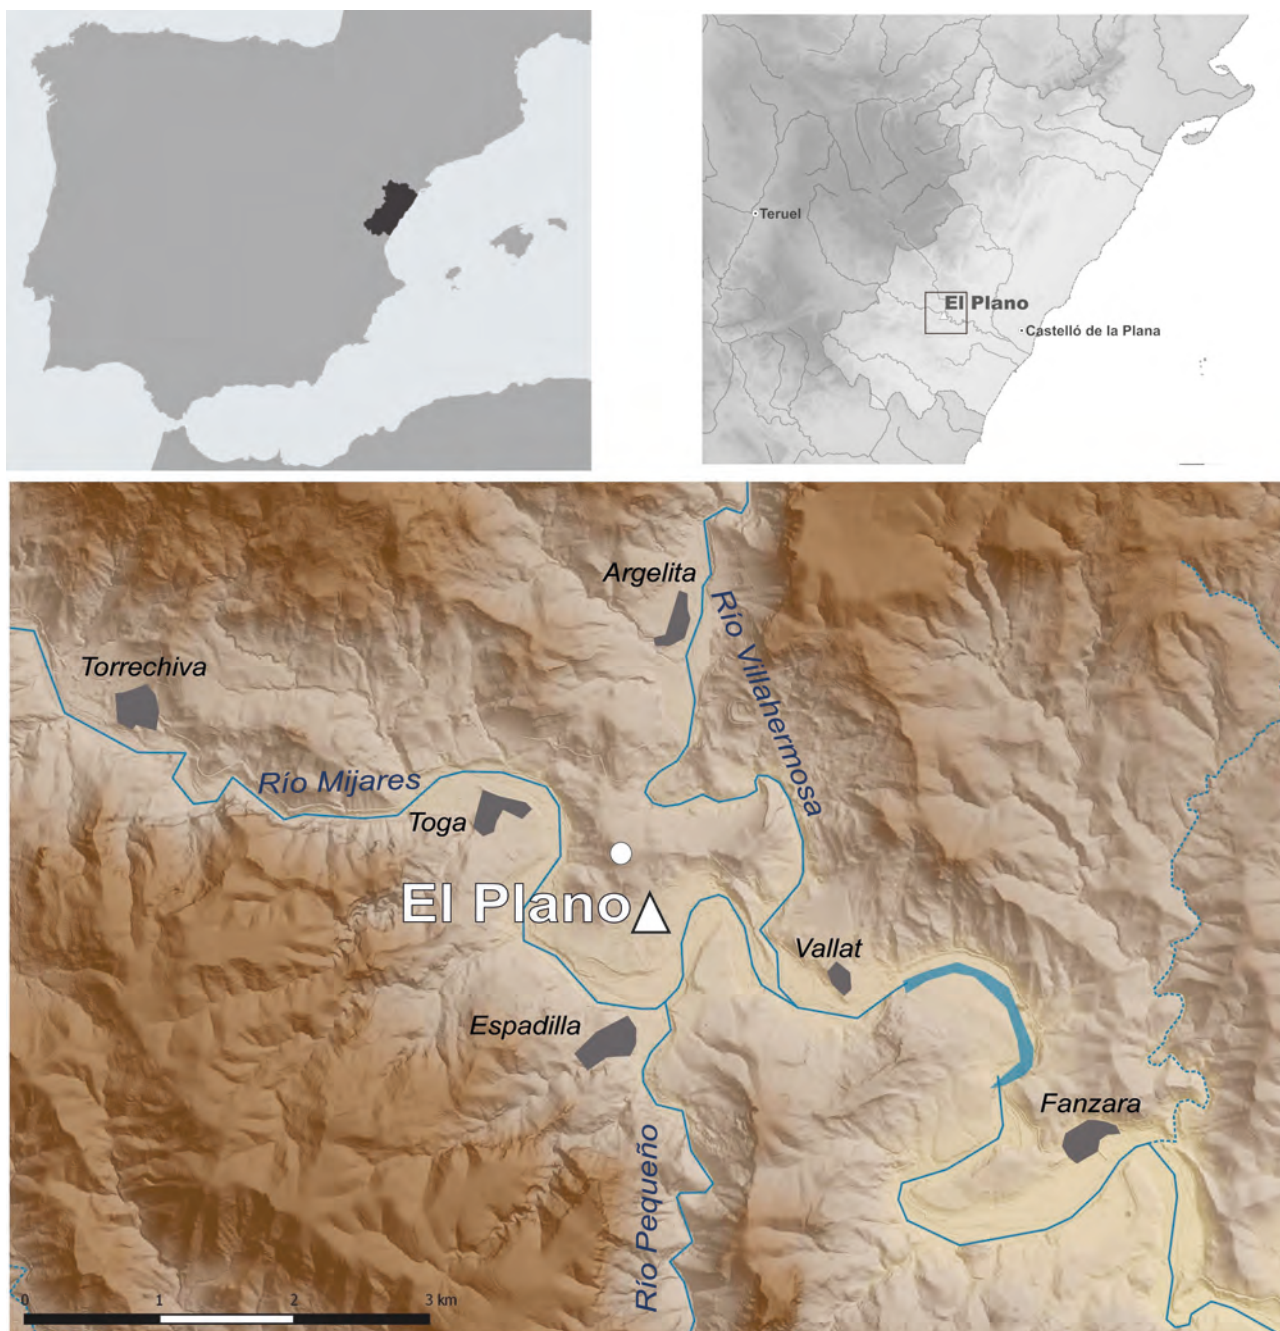 Teruel
El Plano
Castelló de la Plana
Argelita
Río Villahermosa
Torrechiva
Río Mijares
Toga
El Plano
Vallat
Espadilla
Fanzara
Río Pequeño
0 1 2 3 km